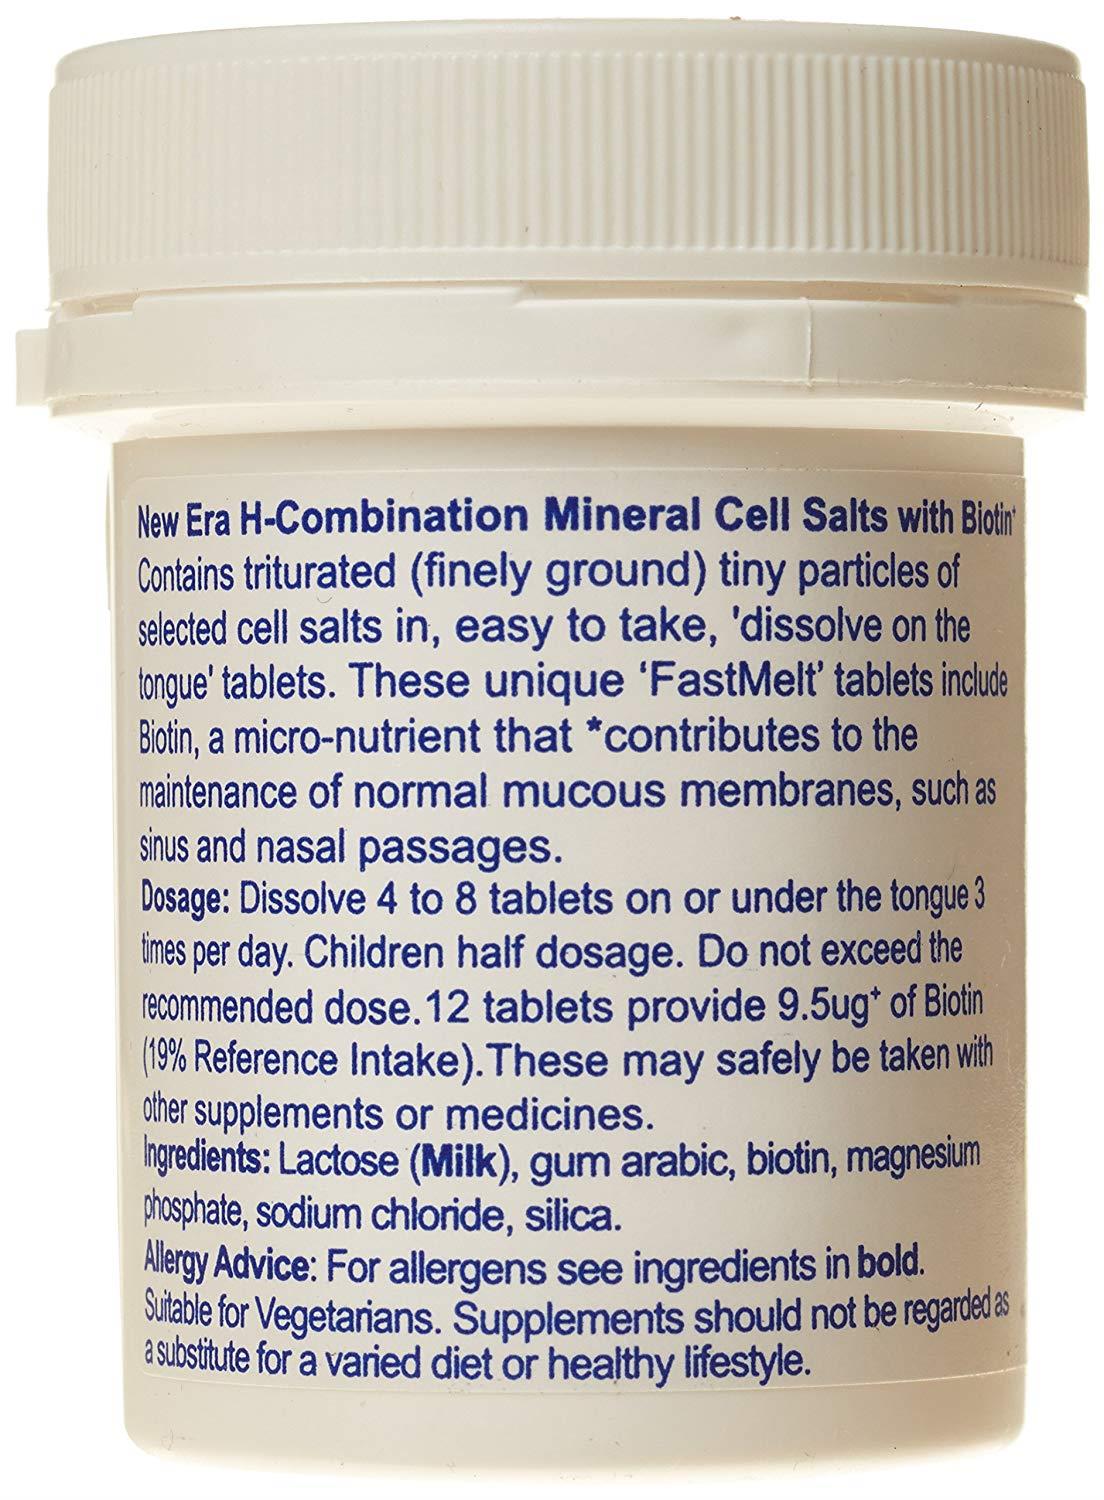 New Era H-Combination Mineral Cell Salts with Biotin⁺
Contains triturated (finely ground) tiny particles of
selected cell salts in, easy to take, 'dissolve on the
tongue' tablets. These unique ‘FastMelt’ tablets include
Biotin, a micro-nutrient that *contributes to the
maintenance of normal mucous membranes, such as
sinus and nasal passages.
Dosage: Dissolve 4 to 8 tablets on or under the tongue 3
times per day. Children half dosage. Do not exceed the
recommended dose.12 tablets provide 9.5ug⁺ of Biotin
(19% Reference Intake).These may safely be taken with
other supplements or medicines.
Ingredients: Lactose (Milk), gum arabic, biotin, magnesium
phosphate, sodium chloride, silica.
Allergy Advice: For allergens see ingredients in bold.
Suitable for Vegetarians. Supplements should not be regarded as
a substitute for a varied diet or healthy lifestyle.